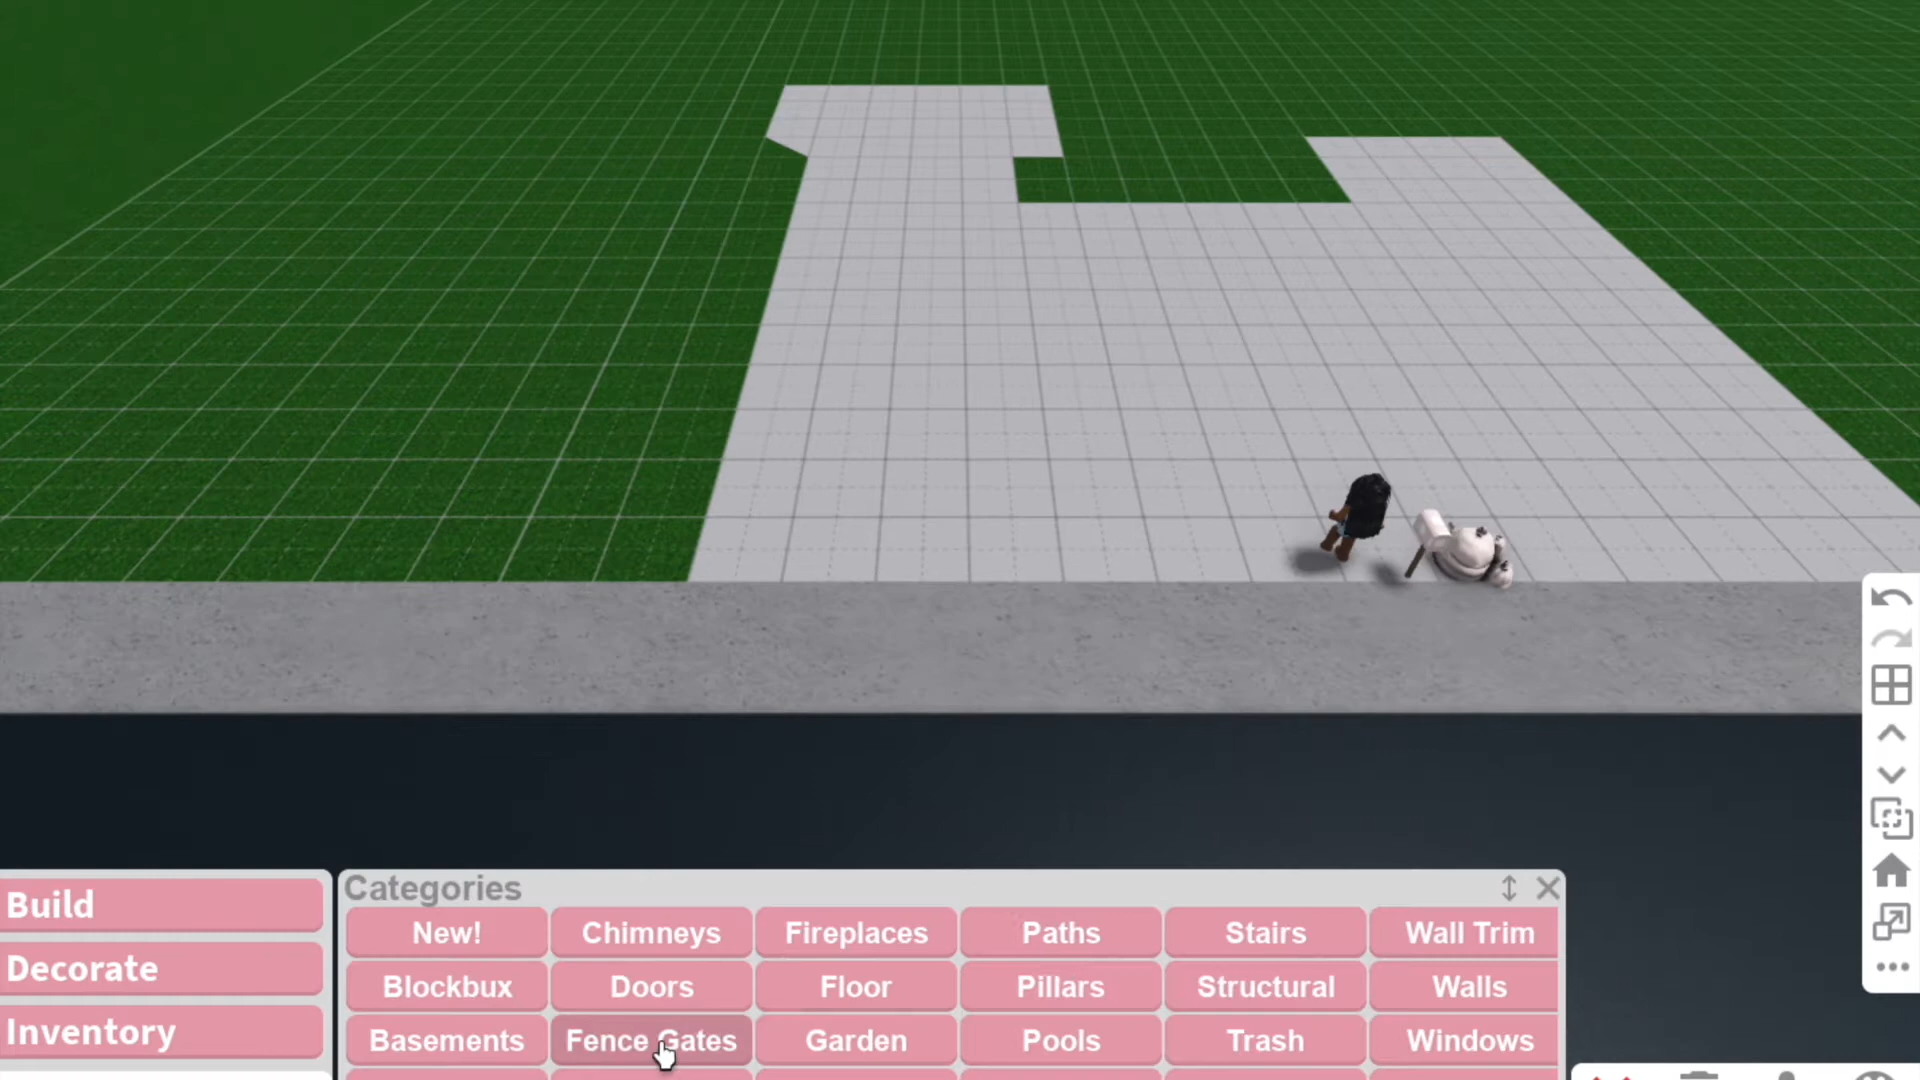 Build
Decorate
Inventory
Categories
New! Chimneys Fireplaces Paths Stairs Wall Trim
Blockbux Doors Floor Pillars Structural Walls
Basements Fence Gates Garden Pools Trash Windows